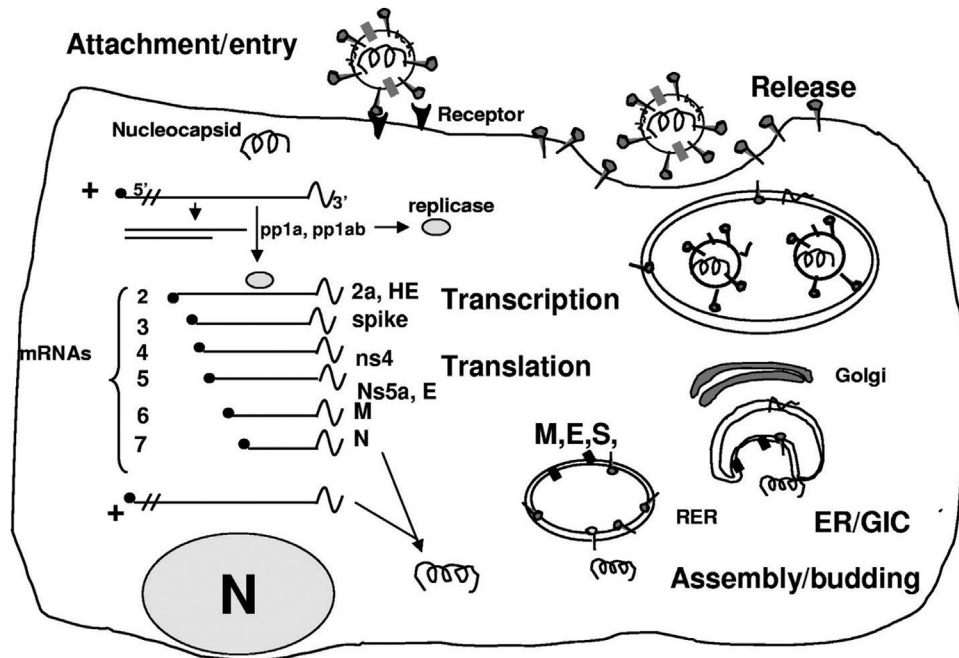 Attachment/entry
Receptor
Release
Nucleocapsid
+ 5' 3'
pp1a, pp1ab
replicase
mRNAs
2 2a, HE
3 spike
4 ns4
5 Ns5a, E
6 M
7 N
+
Transcription
Translation
Golgi
M,E,S,
RER
ER/GIC
Assembly/budding
N